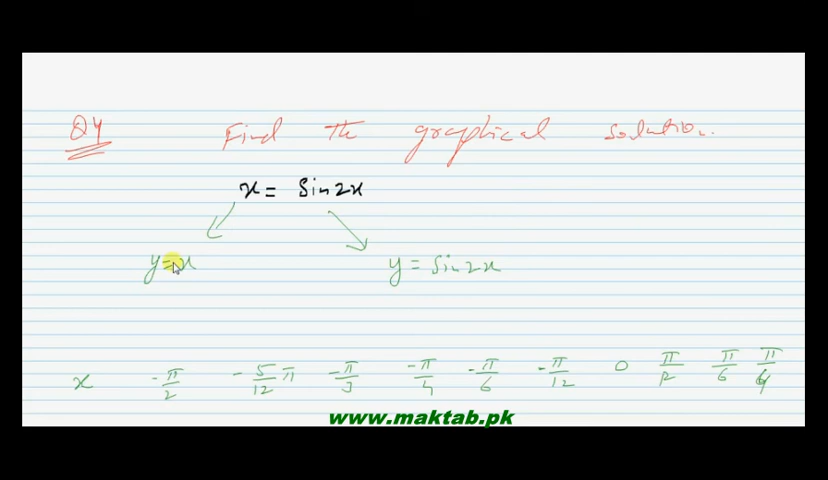 Q4 Find the graphical solution.
x = Sin2x
y=x y = Sin2x
x -π/2 -5/12 π -π/3 -π/4 -π/6 -π/12 0 π/12 π/6 π/4
www.maktab.pk